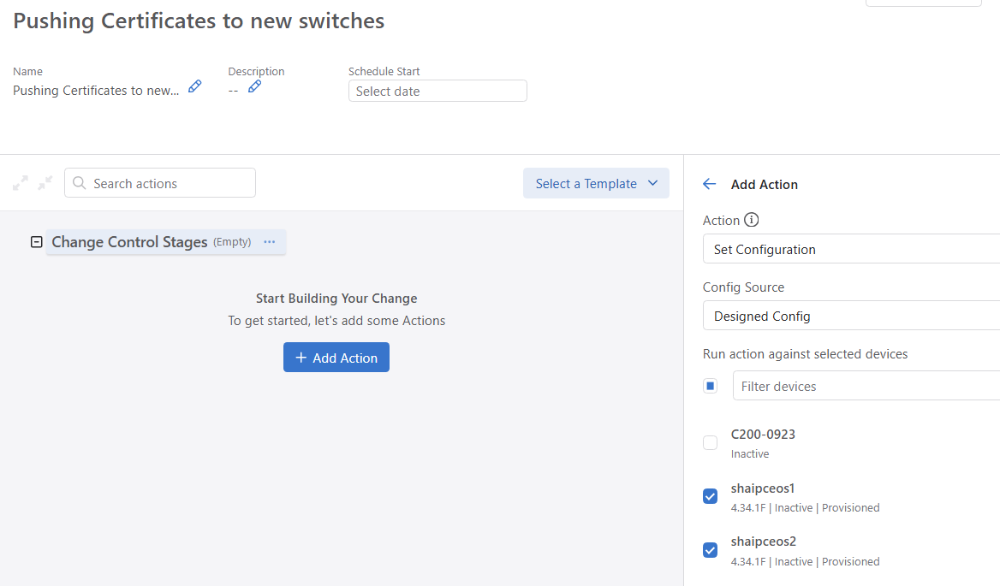 Pushing Certificates to new switches
Name
Description
Schedule Start
Pushing Certificates to new...
--
Select date
Search actions
Select a Template
Change Control Stages (Empty) ...
Start Building Your Change
To get started, let's add some Actions
+ Add Action
Add Action
Action
Set Configuration
Config Source
Designed Config
Run action against selected devices
Filter devices
C200-0923
Inactive
shaipceos1
4.34.1F | Inactive | Provisioned
shaipceos2
4.34.1F | Inactive | Provisioned